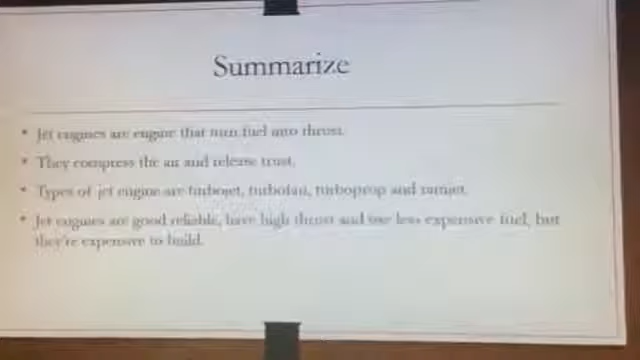 Summarize
• Jet engines are engine that turn fuel into thrust.
• They compress the air and release trust.
• Types of jet engine are turbojet, turbofan, turboprop and ramjet.
• Jet engines are good reliable, have high thrust and use less expensive fuel, but
they're expensive to build.